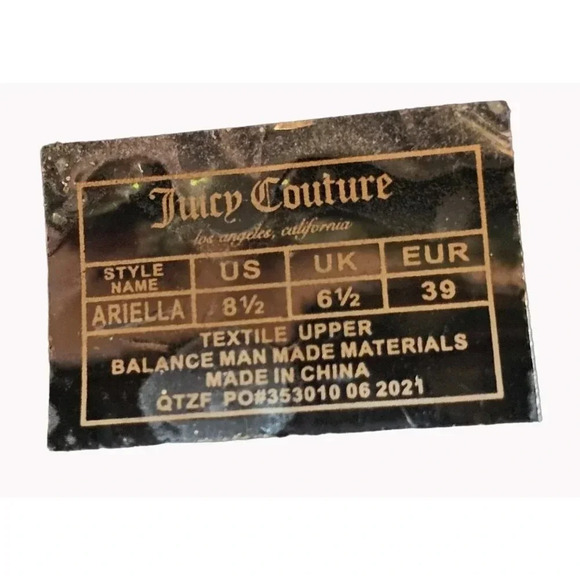 Juicy Couture
los angeles, california
STYLE NAME US UK EUR
ARIELLA 8½ 6½ 39
TEXTILE UPPER
BALANCE MAN MADE MATERIALS
MADE IN CHINA
QTZF PO#353010 06 2021